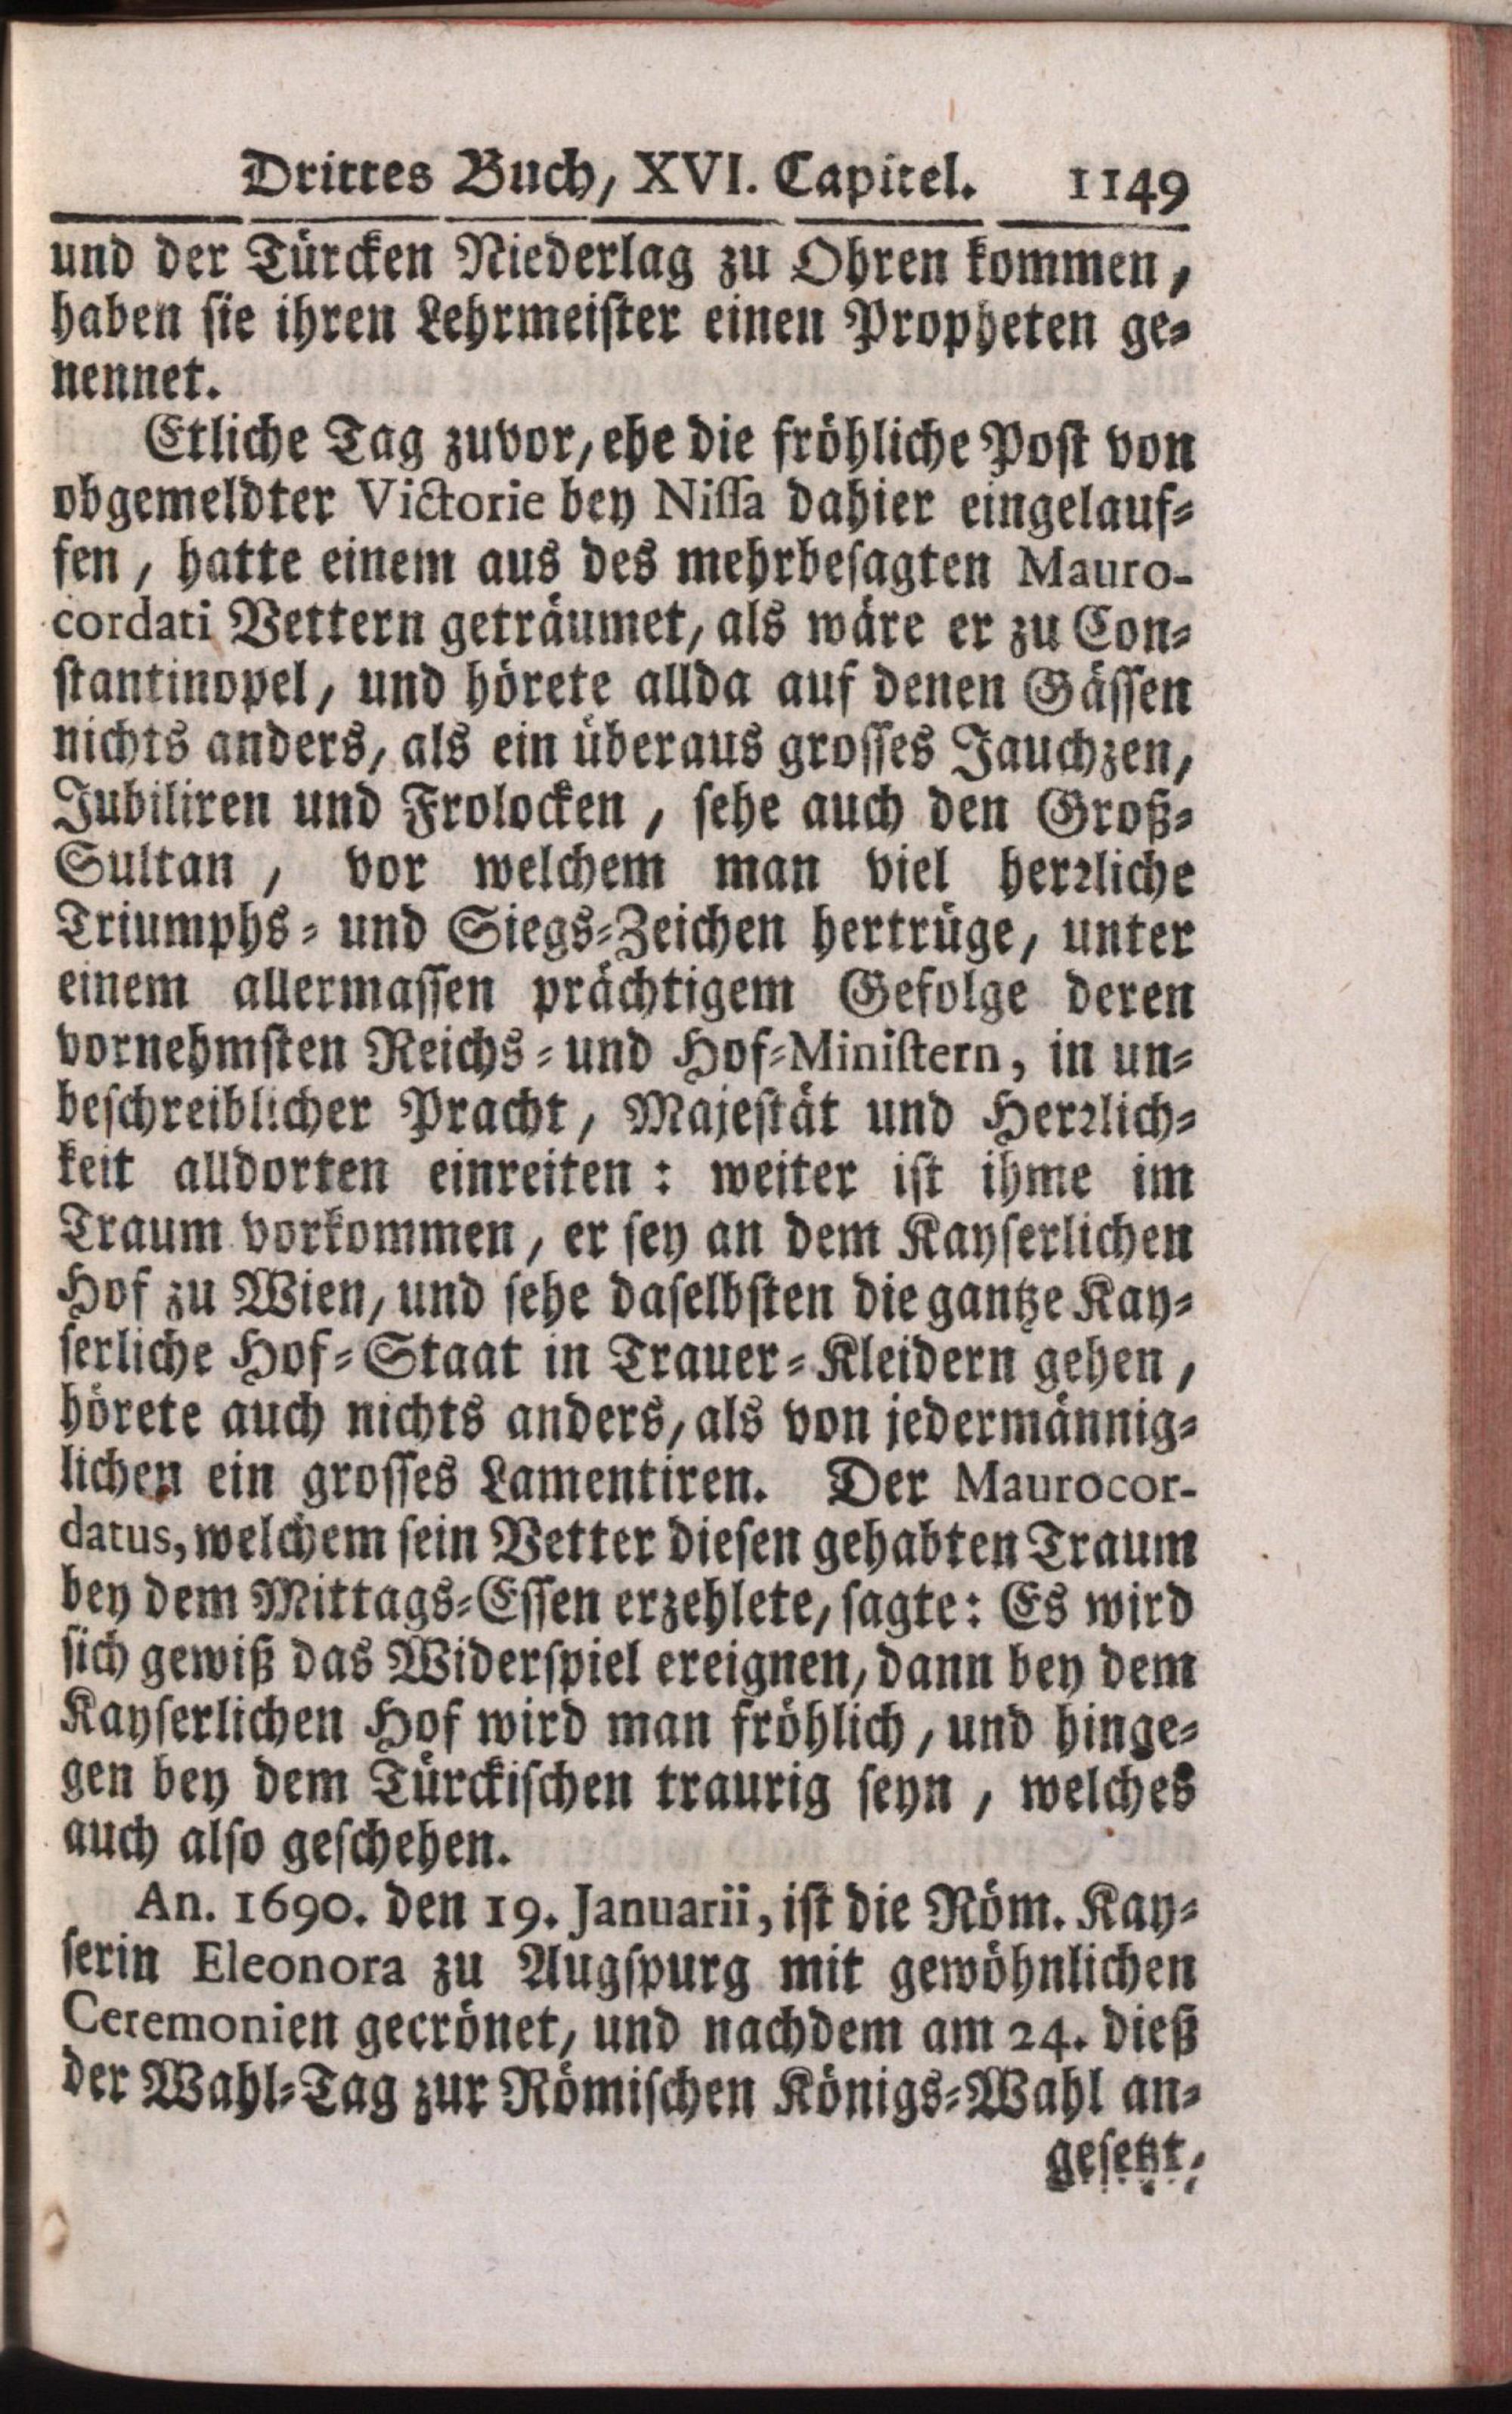 Drittes Buch, XVI. Capitel. 1149
und der Türcken Niederlag zu Ohren kommen,
haben sie ihren Lehrmeister einen Propheten ge-
nennet.
Etliche Tag zuvor, ehe die fröhliche Post von
obgemeldter Victorie bey Nissa dahier eingelauf-
fen, hatte einem aus des mehrbesagten Mauro-
cordati Vettern geträumet, als wäre er zu Con-
stantinopel, und hörete allda auf denen Gässen
nichts anders, als ein überaus grosses Jauchzen,
Jubiliren und Frolocken, sehe auch den Groß-
Sultan, vor welchem man viel herrliche
Triumphs- und Siegs-Zeichen hertrüge, unter
einem allermassen prächtigem Gefolge deren
vornehmsten Reichs- und Hof-Ministern, in un-
beschreiblicher Pracht, Majestät und Herrlich-
keit alldorten einreiten: weiter ist ihme im
Traum vorkommen, er sey an dem Kayserlichen
Hof zu Wien, und sehe daselbsten die gantze Kay-
serliche Hof-Staat in Trauer-Kleidern gehen,
hörete auch nichts anders, als von jedermännig-
lichen ein grosses Lamentiren. Der Maurocor-
datus, welchem sein Vetter diesen gehabten Traum
bey dem Mittags-Essen erzehlete, sagte: Es wird
sich gewiß das Widerspiel ereignen, dann bey dem
Kayserlichen Hof wird man fröhlich, und hinge-
gen bey dem Türckischen traurig seyn, welches
auch also geschehen.
An. 1690. den 19. Januarii, ist die Röm. Kay-
serin Eleonora zu Augspurg mit gewöhnlichen
Ceremonien gecrönet, und nachdem am 24. dieß
der Wahl-Tag zur Römischen Königs-Wahl an-
gesetzt,